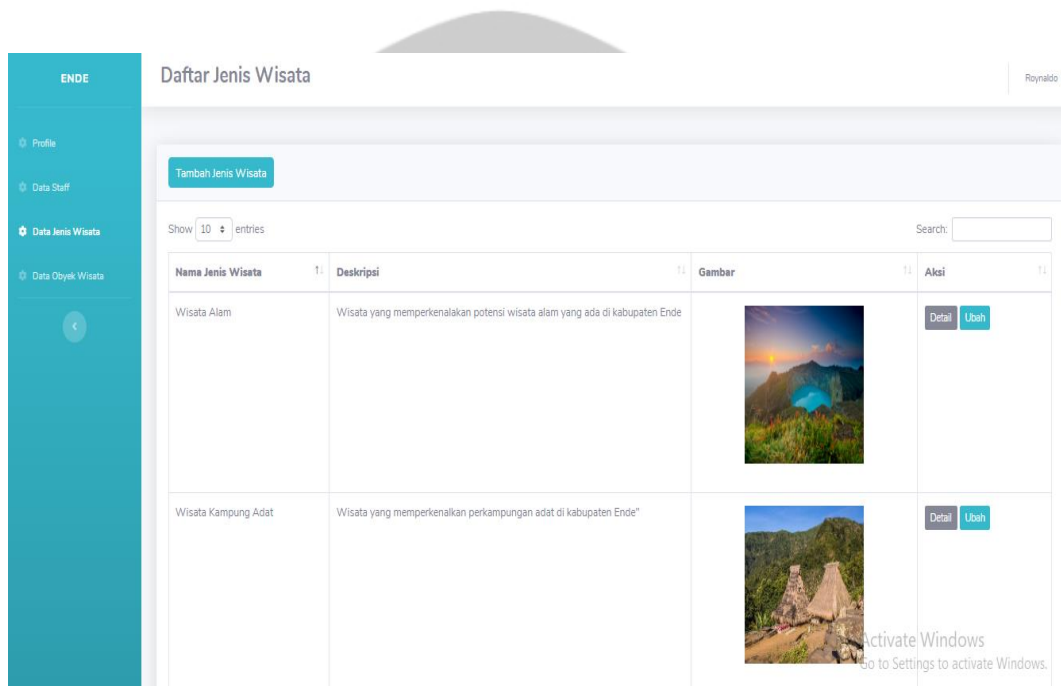 ENDE
Daftar Jenis Wisata
Roynaldo
Profile
Data Staff
Data Jenis Wisata
Data Obyek Wisata
Tambah Jenis Wisata
Show 10 entries
Search:
Nama Jenis Wisata Deskripsi Gambar Aksi
Wisata Alam Wisata yang memperkenalakan potensi wisata alam yang ada di kabupaten Ende Detail Ubah
Wisata Kampung Adat Wisata yang memperkenalkan perkampungan adat di kabupaten Ende" Detail Ubah
Activate Windows
Go to Settings to activate Windows.